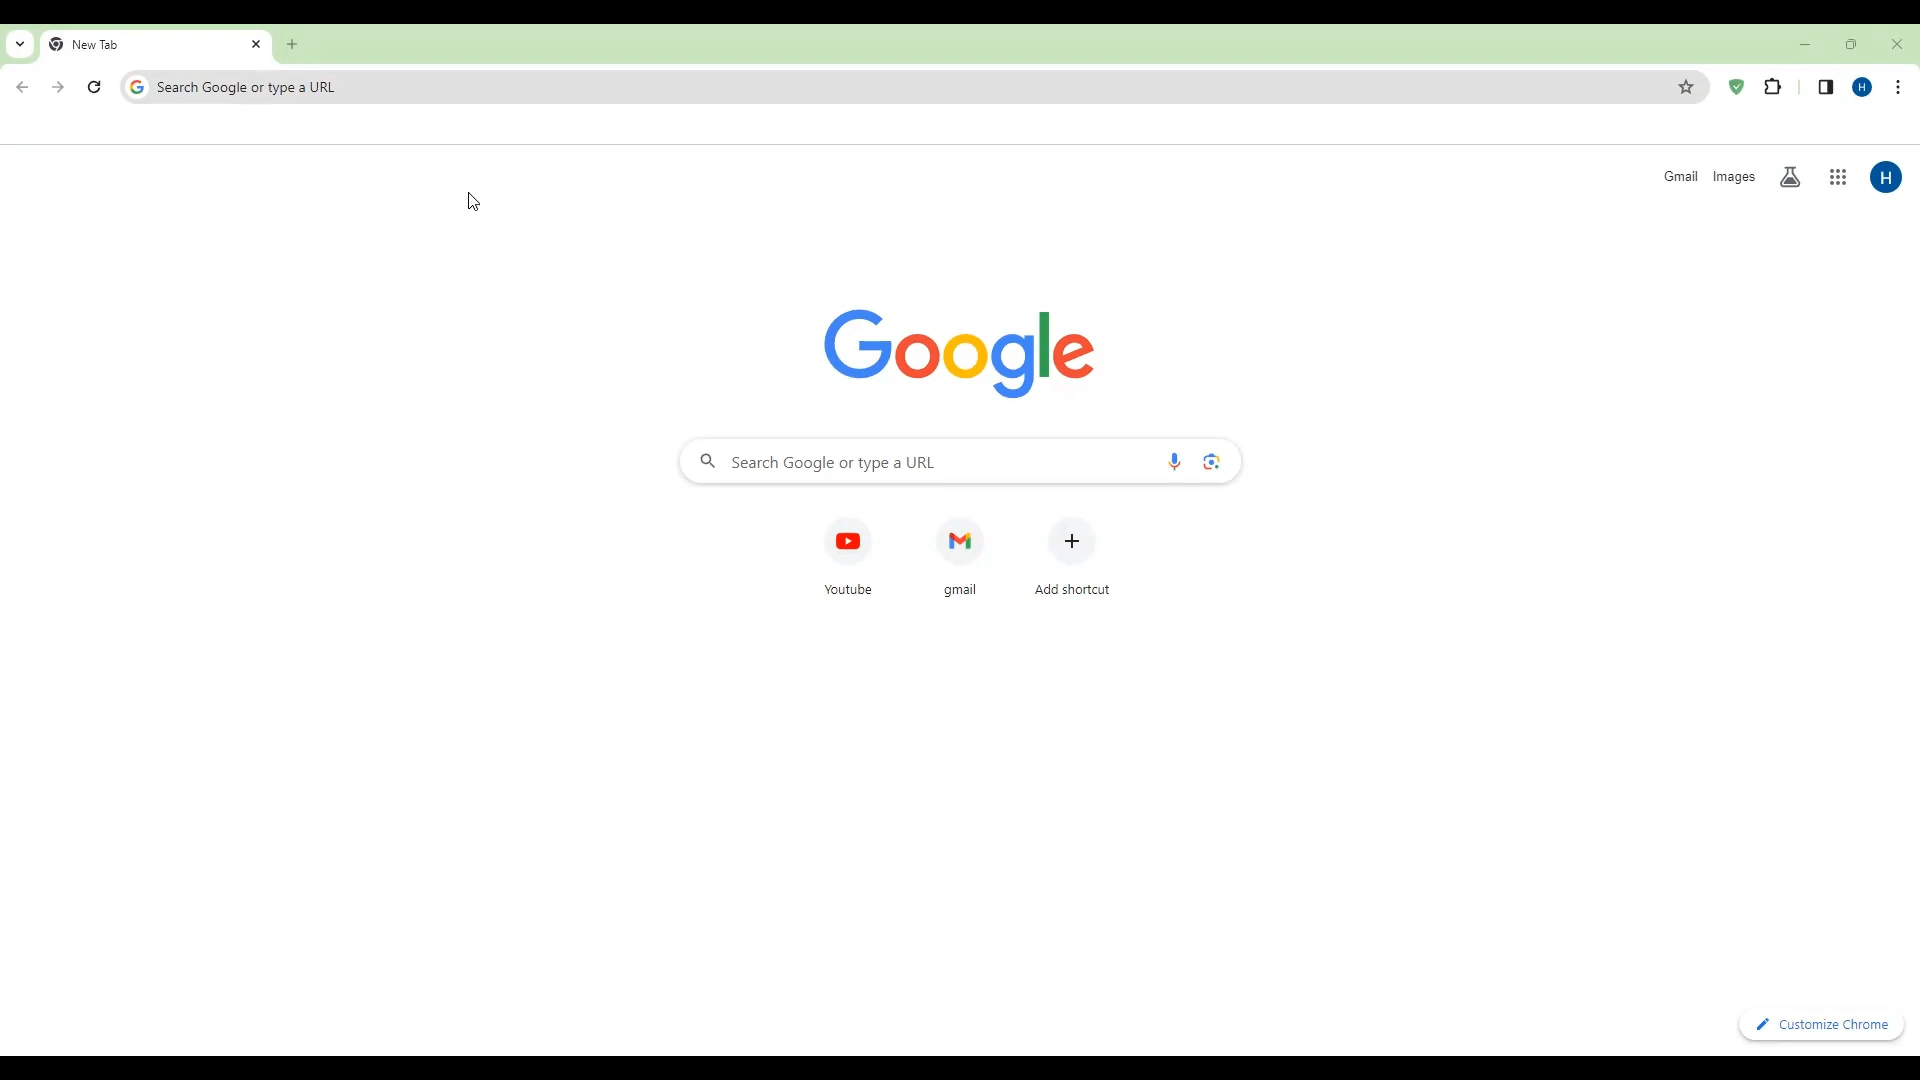 New Tab
Search Google or type a URL
H
Gmail Images
H
Google
Search Google or type a URL
Youtube gmail Add shortcut
Customize Chrome